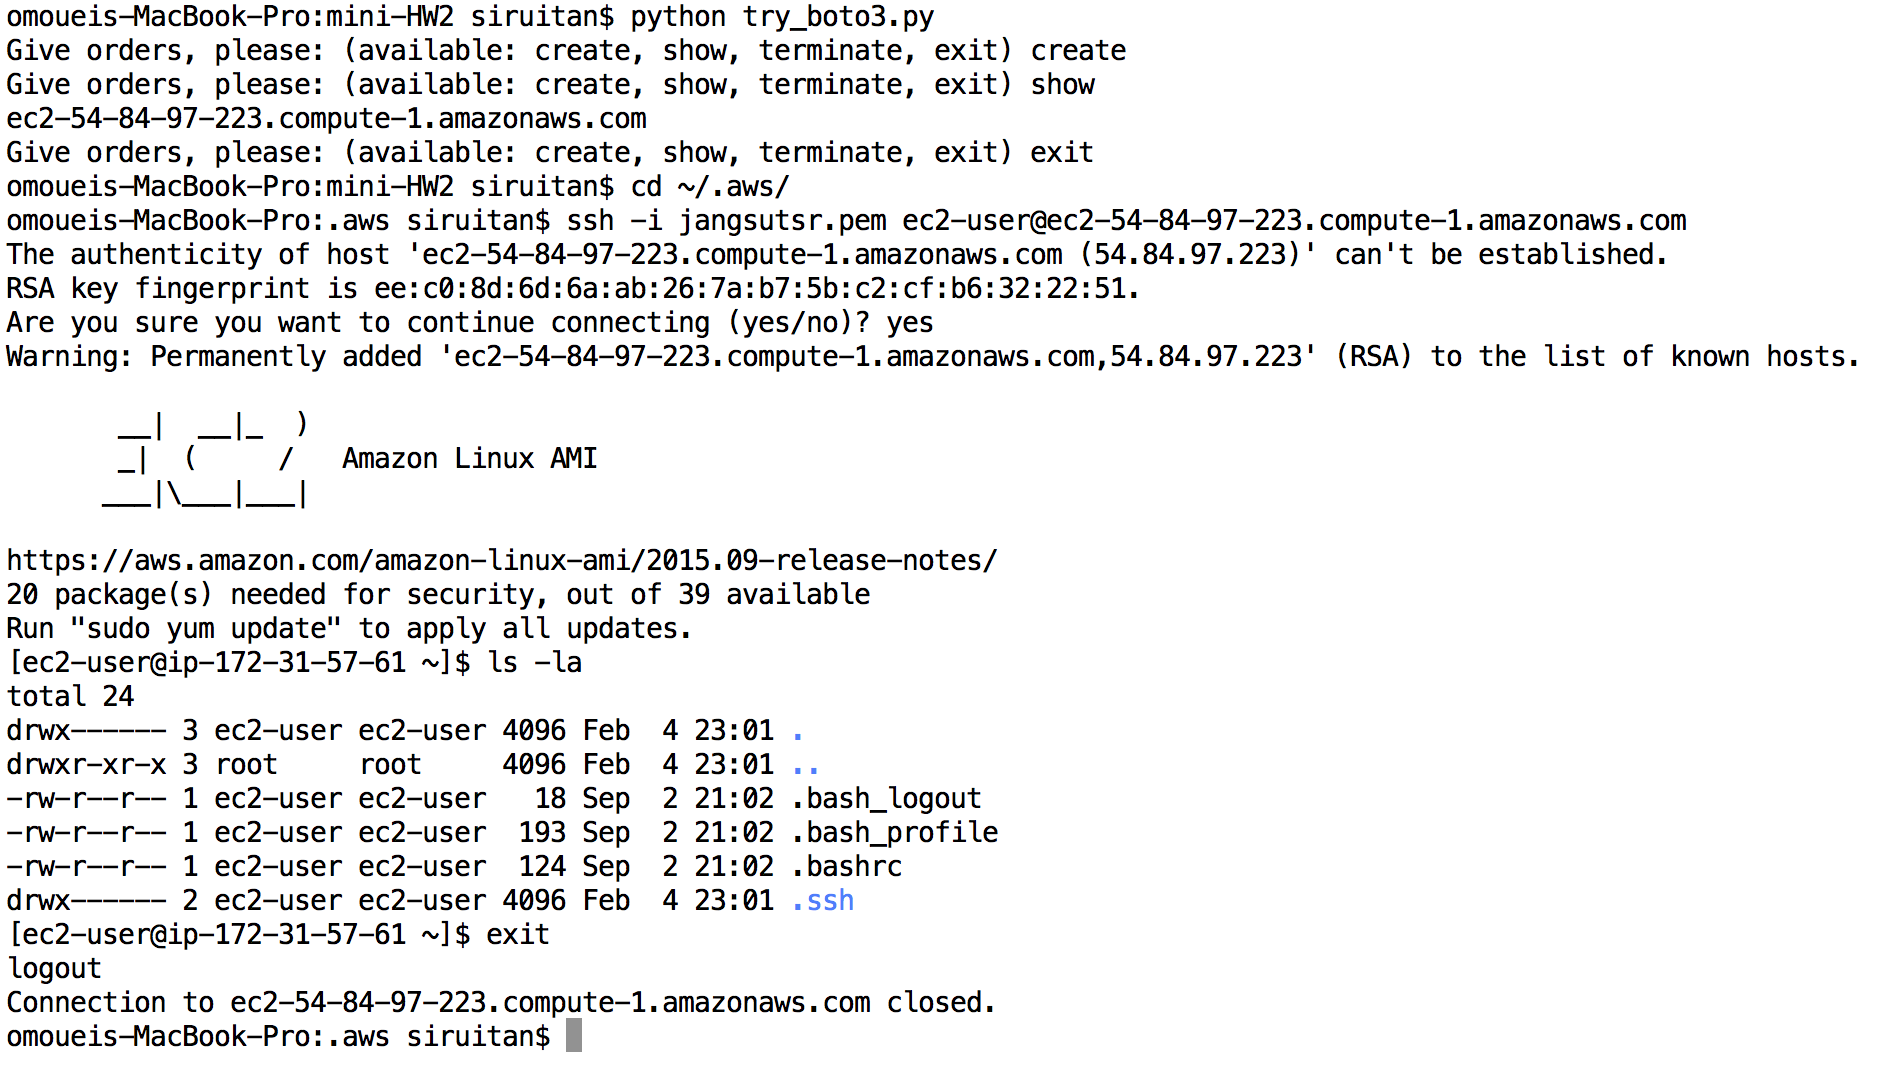 omoueis-MacBook-Pro:mini-HW2 siruitan$ python try_boto3.py
Give orders, please: (available: create, show, terminate, exit) create
Give orders, please: (available: create, show, terminate, exit) show
ec2-54-84-97-223.compute-1.amazonaws.com
Give orders, please: (available: create, show, terminate, exit) exit
omoueis-MacBook-Pro:mini-HW2 siruitan$ cd ~/.aws/
omoueis-MacBook-Pro:.aws siruitan$ ssh -i jangsutsr.pem ec2-user@ec2-54-84-97-223.compute-1.amazonaws.com
The authenticity of host 'ec2-54-84-97-223.compute-1.amazonaws.com (54.84.97.223)' can't be established.
RSA key fingerprint is ee:c0:8d:6d:6a:ab:26:7a:b7:5b:c2:cf:b6:32:22:51.
Are you sure you want to continue connecting (yes/no)? yes
Warning: Permanently added 'ec2-54-84-97-223.compute-1.amazonaws.com,54.84.97.223' (RSA) to the list of known hosts.

       __|  __|_  )
       _|  (     /   Amazon Linux AMI
      ___|\___|___|

https://aws.amazon.com/amazon-linux-ami/2015.09-release-notes/
20 package(s) needed for security, out of 39 available
Run "sudo yum update" to apply all updates.
[ec2-user@ip-172-31-57-61 ~]$ ls -la
total 24
drwx------ 3 ec2-user ec2-user 4096 Feb  4 23:01 .
drwxr-xr-x 3 root     root     4096 Feb  4 23:01 ..
-rw-r--r-- 1 ec2-user ec2-user   18 Sep  2 21:02 .bash_logout
-rw-r--r-- 1 ec2-user ec2-user  193 Sep  2 21:02 .bash_profile
-rw-r--r-- 1 ec2-user ec2-user  124 Sep  2 21:02 .bashrc
drwx------ 2 ec2-user ec2-user 4096 Feb  4 23:01 .ssh
[ec2-user@ip-172-31-57-61 ~]$ exit
logout
Connection to ec2-54-84-97-223.compute-1.amazonaws.com closed.
omoueis-MacBook-Pro:.aws siruitan$